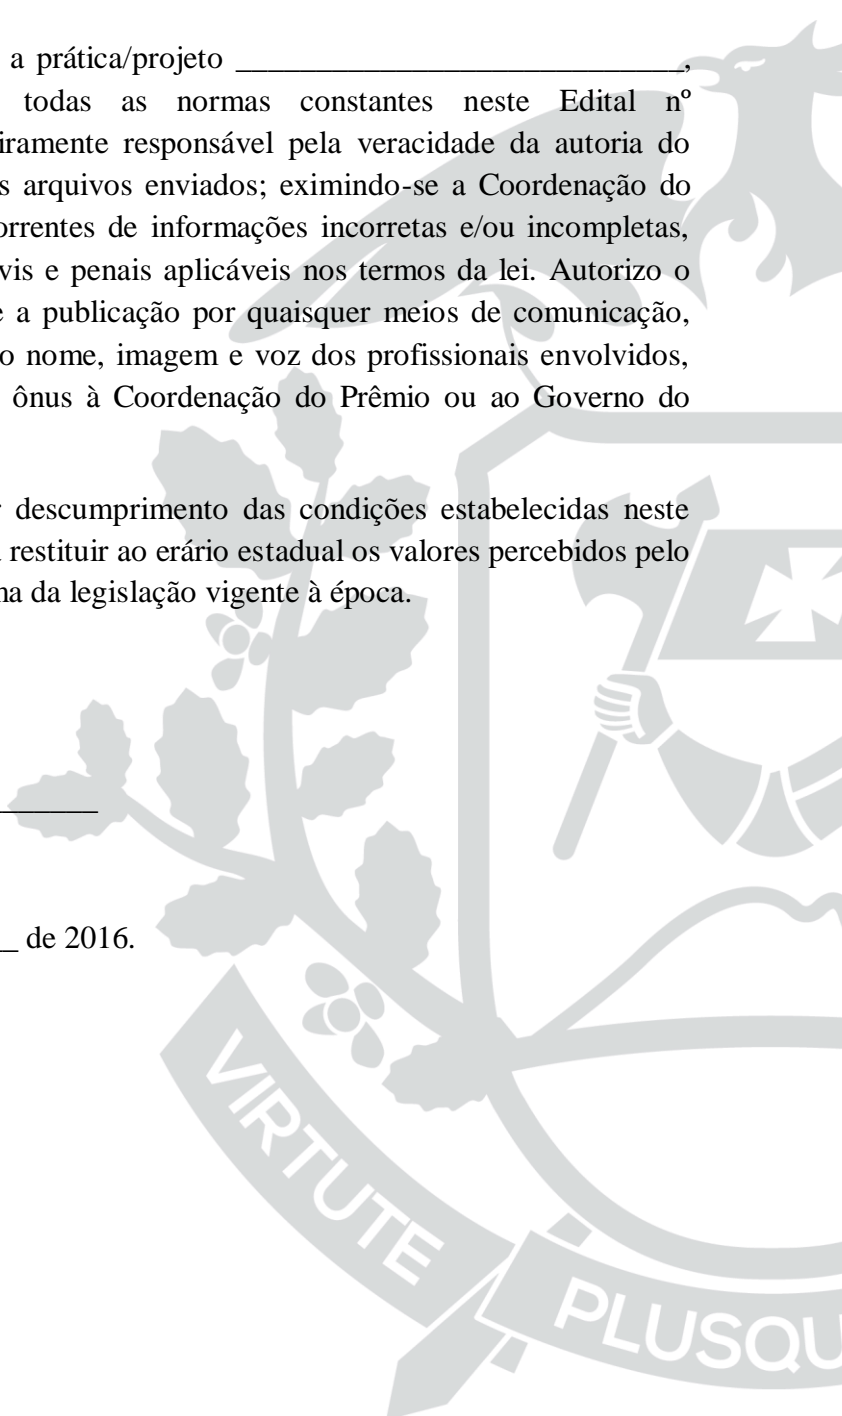 a prática/projeto ____________________________,
todas as normas constantes neste Edital nº
iramente responsável pela veracidade da autoria do
s arquivos enviados; eximindo-se a Coordenação do
orrentes de informações incorretas e/ou incompletas,
vis e penais aplicáveis nos termos da lei. Autorizo o
e a publicação por quaisquer meios de comunicação,
o nome, imagem e voz dos profissionais envolvidos,
ônus à Coordenação do Prêmio ou ao Governo do
descumprimento das condições estabelecidas neste
restituir ao erário estadual os valores percebidos pelo
ma da legislação vigente à época.
______
_ de 2016.
VIRTUTE
PLUSQU